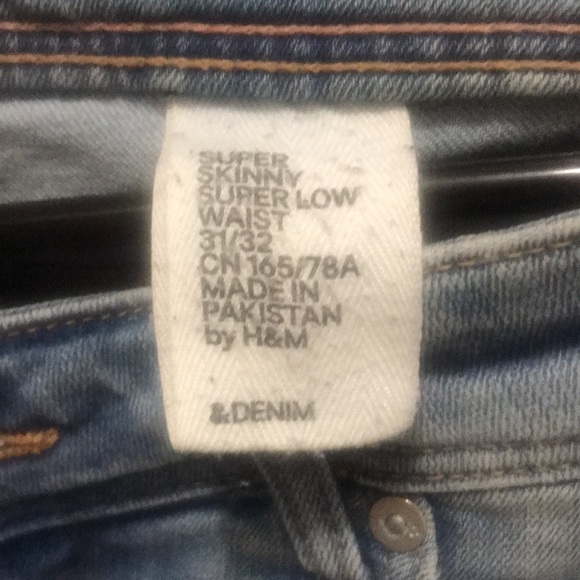 SUPER
SKINNY
SUPER LOW
WAIST
31/32
CN 165/78A
MADE IN
PAKISTAN
by H&M
&DENIM